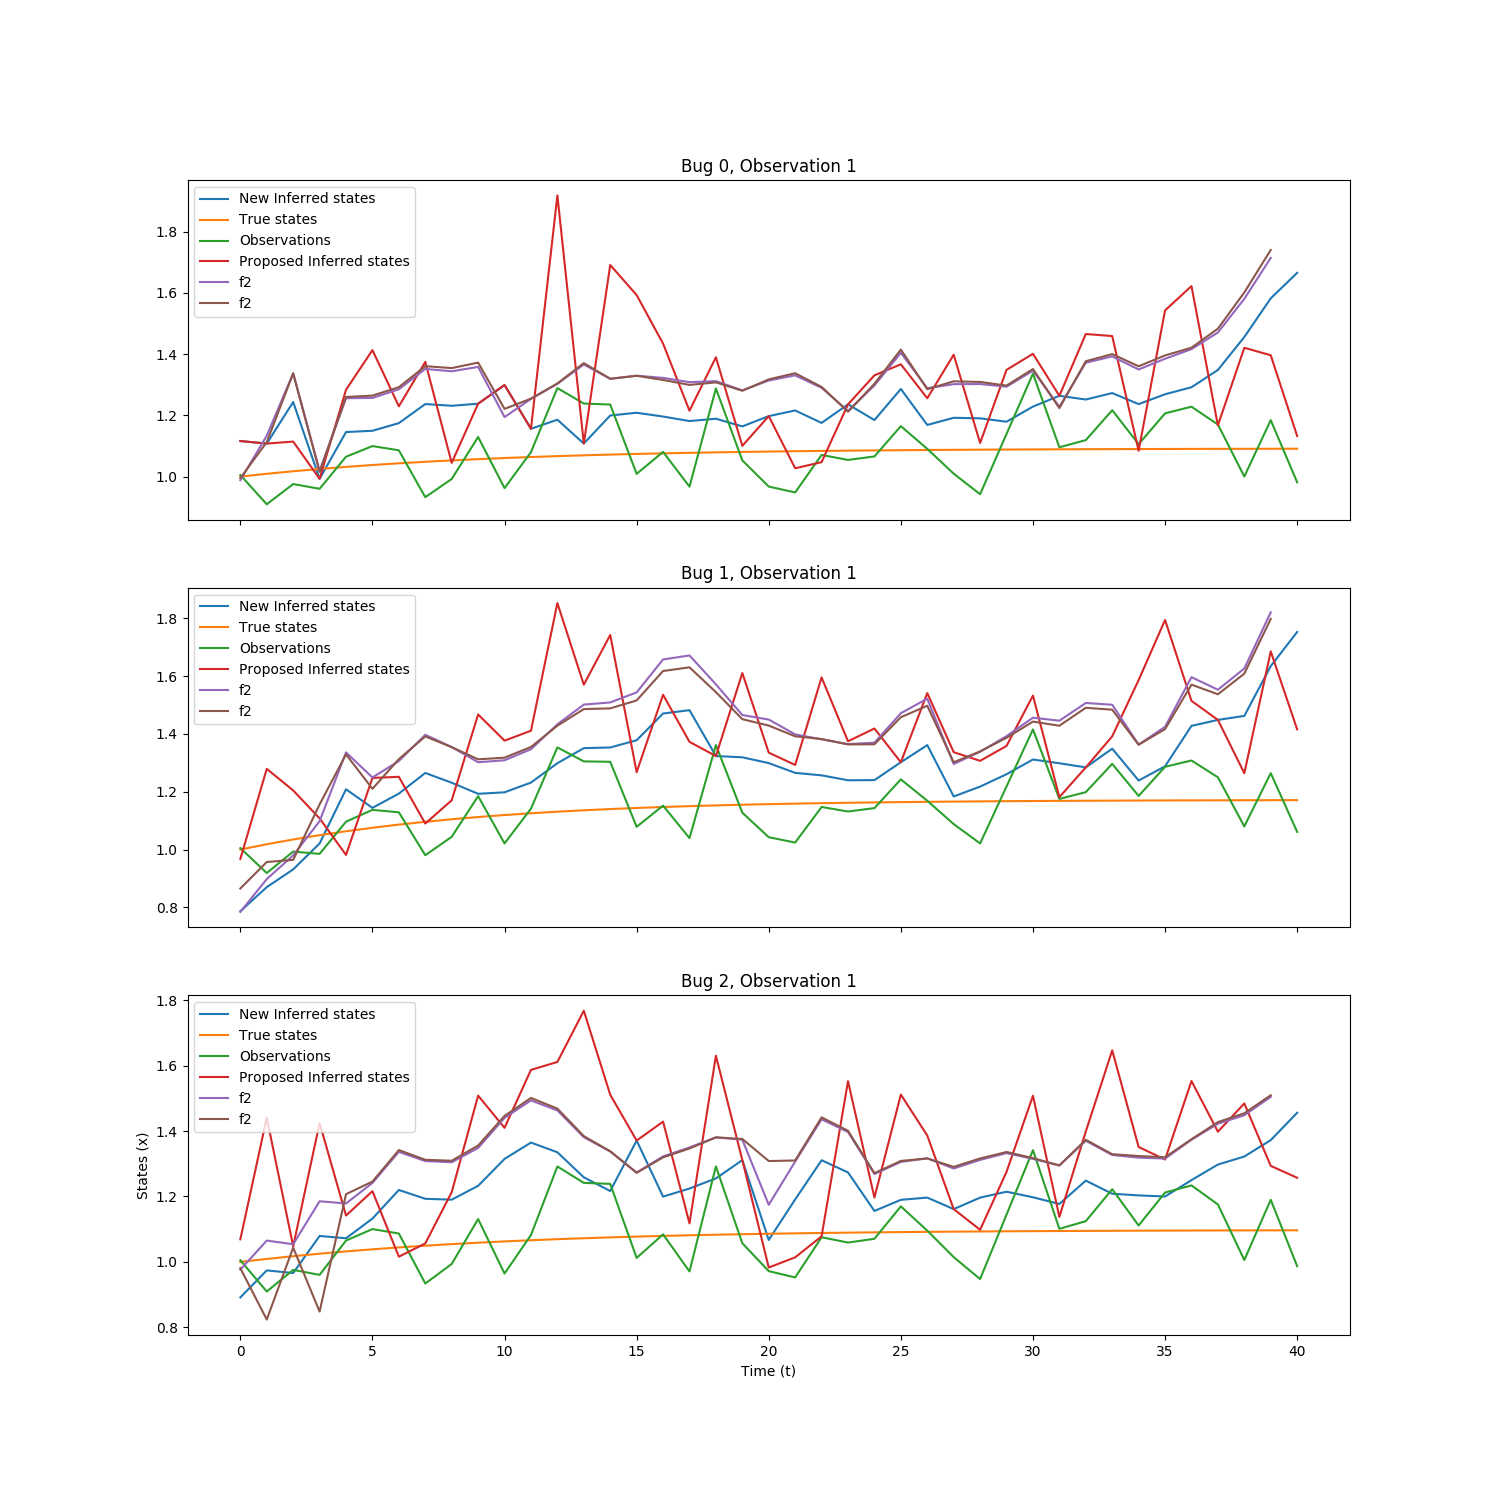 Bug 0, Observation 1
New Inferred states
True states
Observations
Proposed Inferred states
f2
f2
1.8
1.6
1.4
1.2
1.0
Bug 1, Observation 1
New Inferred states
True states
Observations
Proposed Inferred states
f2
f2
1.8
1.6
1.4
1.2
1.0
0.8
Bug 2, Observation 1
New Inferred states
True states
Observations
Proposed Inferred states
f2
f2
1.8
1.6
1.4
1.2
1.0
0.8
States (x)
0 5 10 15 20 25 30 35 40
Time (t)